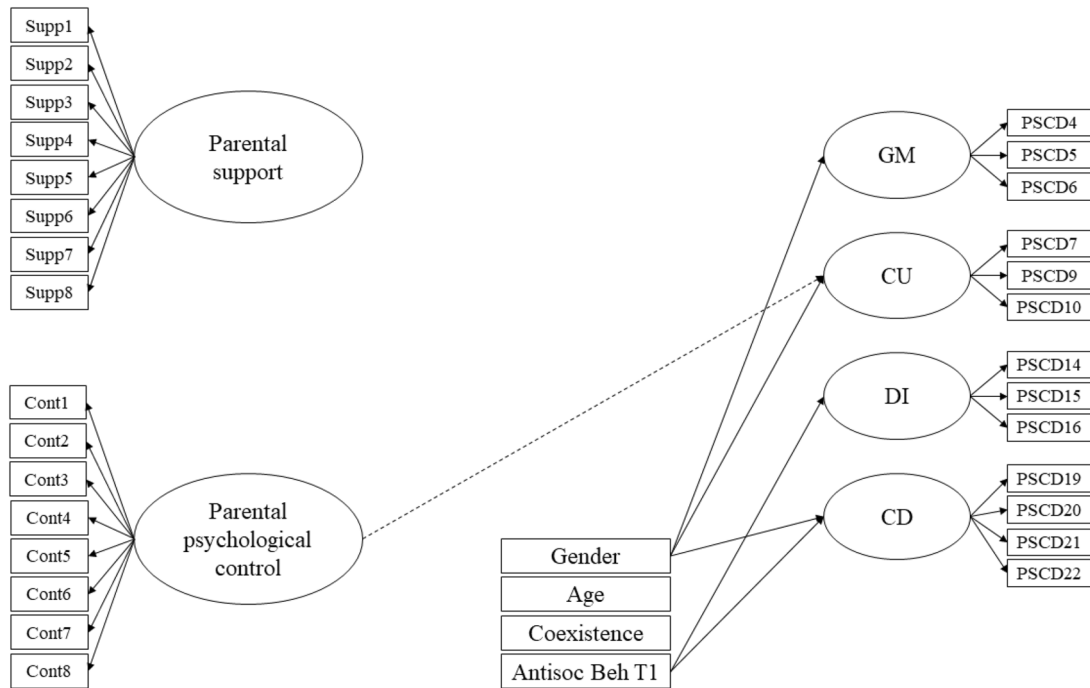 Supp1
Supp2
Supp3
Supp4
Supp5
Supp6
Supp7
Supp8
Parental
support
Cont1
Cont2
Cont3
Cont4
Cont5
Cont6
Cont7
Cont8
Parental
psychological
control
Gender
Age
Coexistence
Antisoc Beh T1
GM
CU
DI
CD
PSCD4
PSCD5
PSCD6
PSCD7
PSCD9
PSCD10
PSCD14
PSCD15
PSCD16
PSCD19
PSCD20
PSCD21
PSCD22